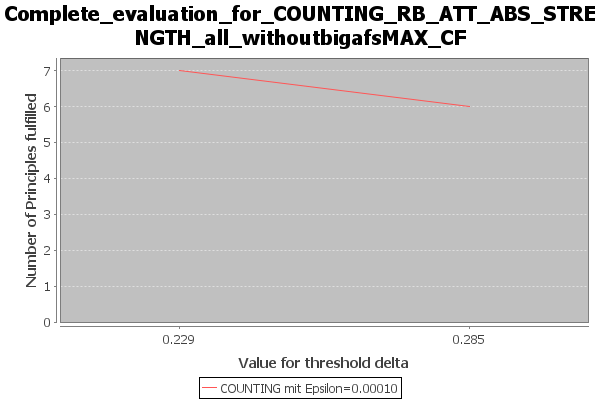 Complete_evaluation_for_COUNTING_RB_ATT_ABS_STRE
NGTH_all_withoutbigafsMAX_CF
Number of Principles fulfilled
7
6
5
4
3
2
1
0
0.229 0.285
Value for threshold delta
COUNTING mit Epsilon=0.00010